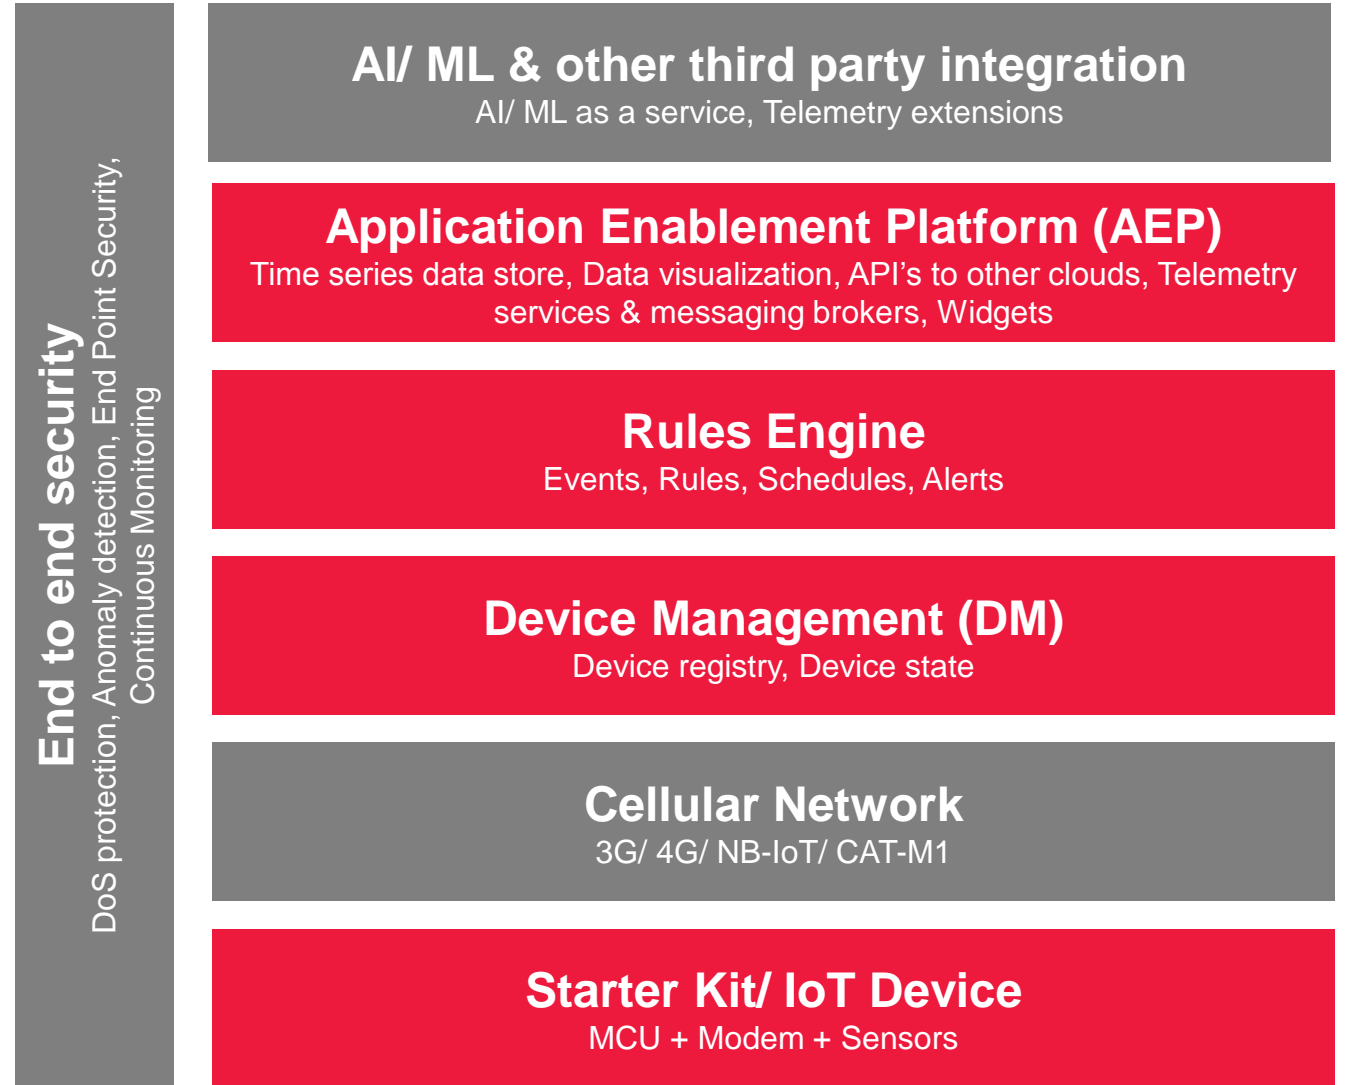 End to end security
DoS protection, Anomaly detection, End Point Security,
Continuous Monitoring
AI/ ML & other third party integration
AI/ ML as a service, Telemetry extensions
Application Enablement Platform (AEP)
Time series data store, Data visualization, API's to other clouds, Telemetry
services & messaging brokers, Widgets
Rules Engine
Events, Rules, Schedules, Alerts
Device Management (DM)
Device registry, Device state
Cellular Network
3G/ 4G/ NB-IoT/ CAT-M1
Starter Kit/ IoT Device
MCU + Modem + Sensors